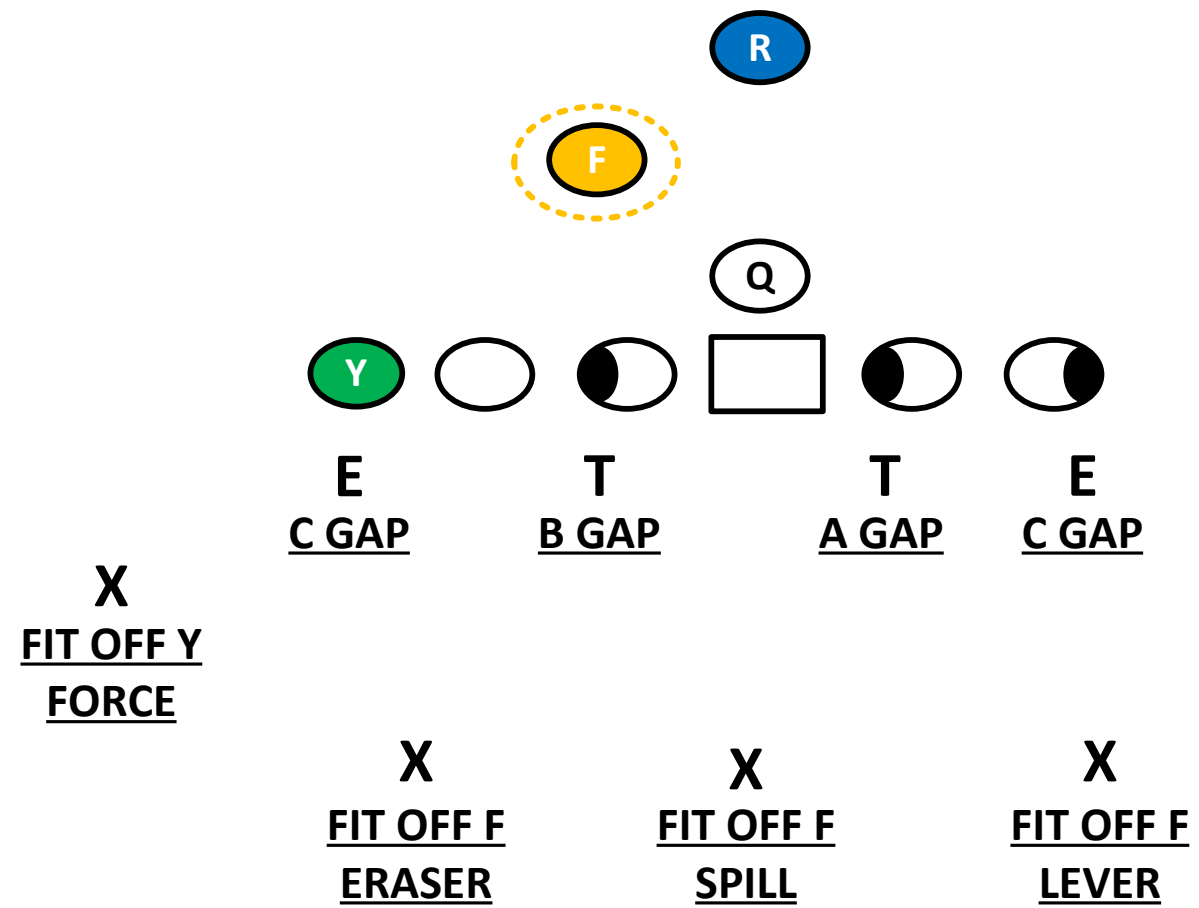 R
F
Q
Y
E T T E
C GAP B GAP A GAP C GAP
X
FIT OFF Y
FORCE
X X X
FIT OFF F FIT OFF F FIT OFF F
ERASER SPILL LEVER